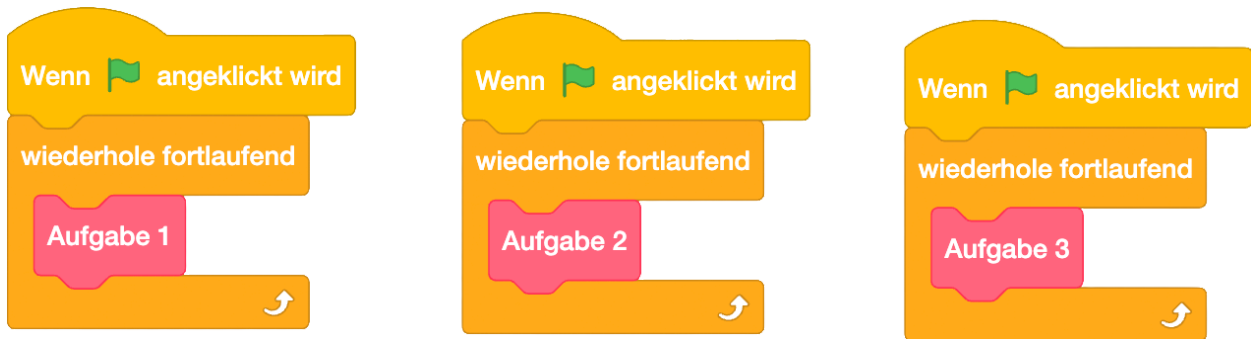 Wenn angeklickt wird
wiederhole fortlaufend
Aufgabe 1
Wenn angeklickt wird
wiederhole fortlaufend
Aufgabe 2
Wenn angeklickt wird
wiederhole fortlaufend
Aufgabe 3